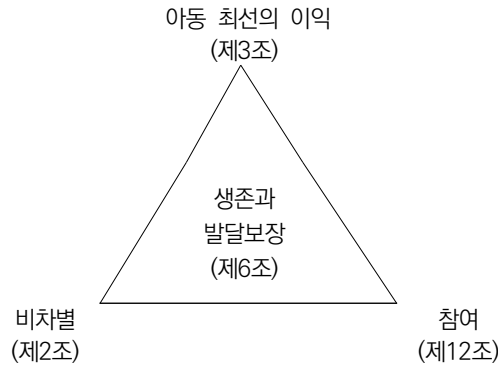 아동 최선의 이익
(제3조)
생존과
발달보장
(제6조)
비차별
(제2조)
참여
(제12조)